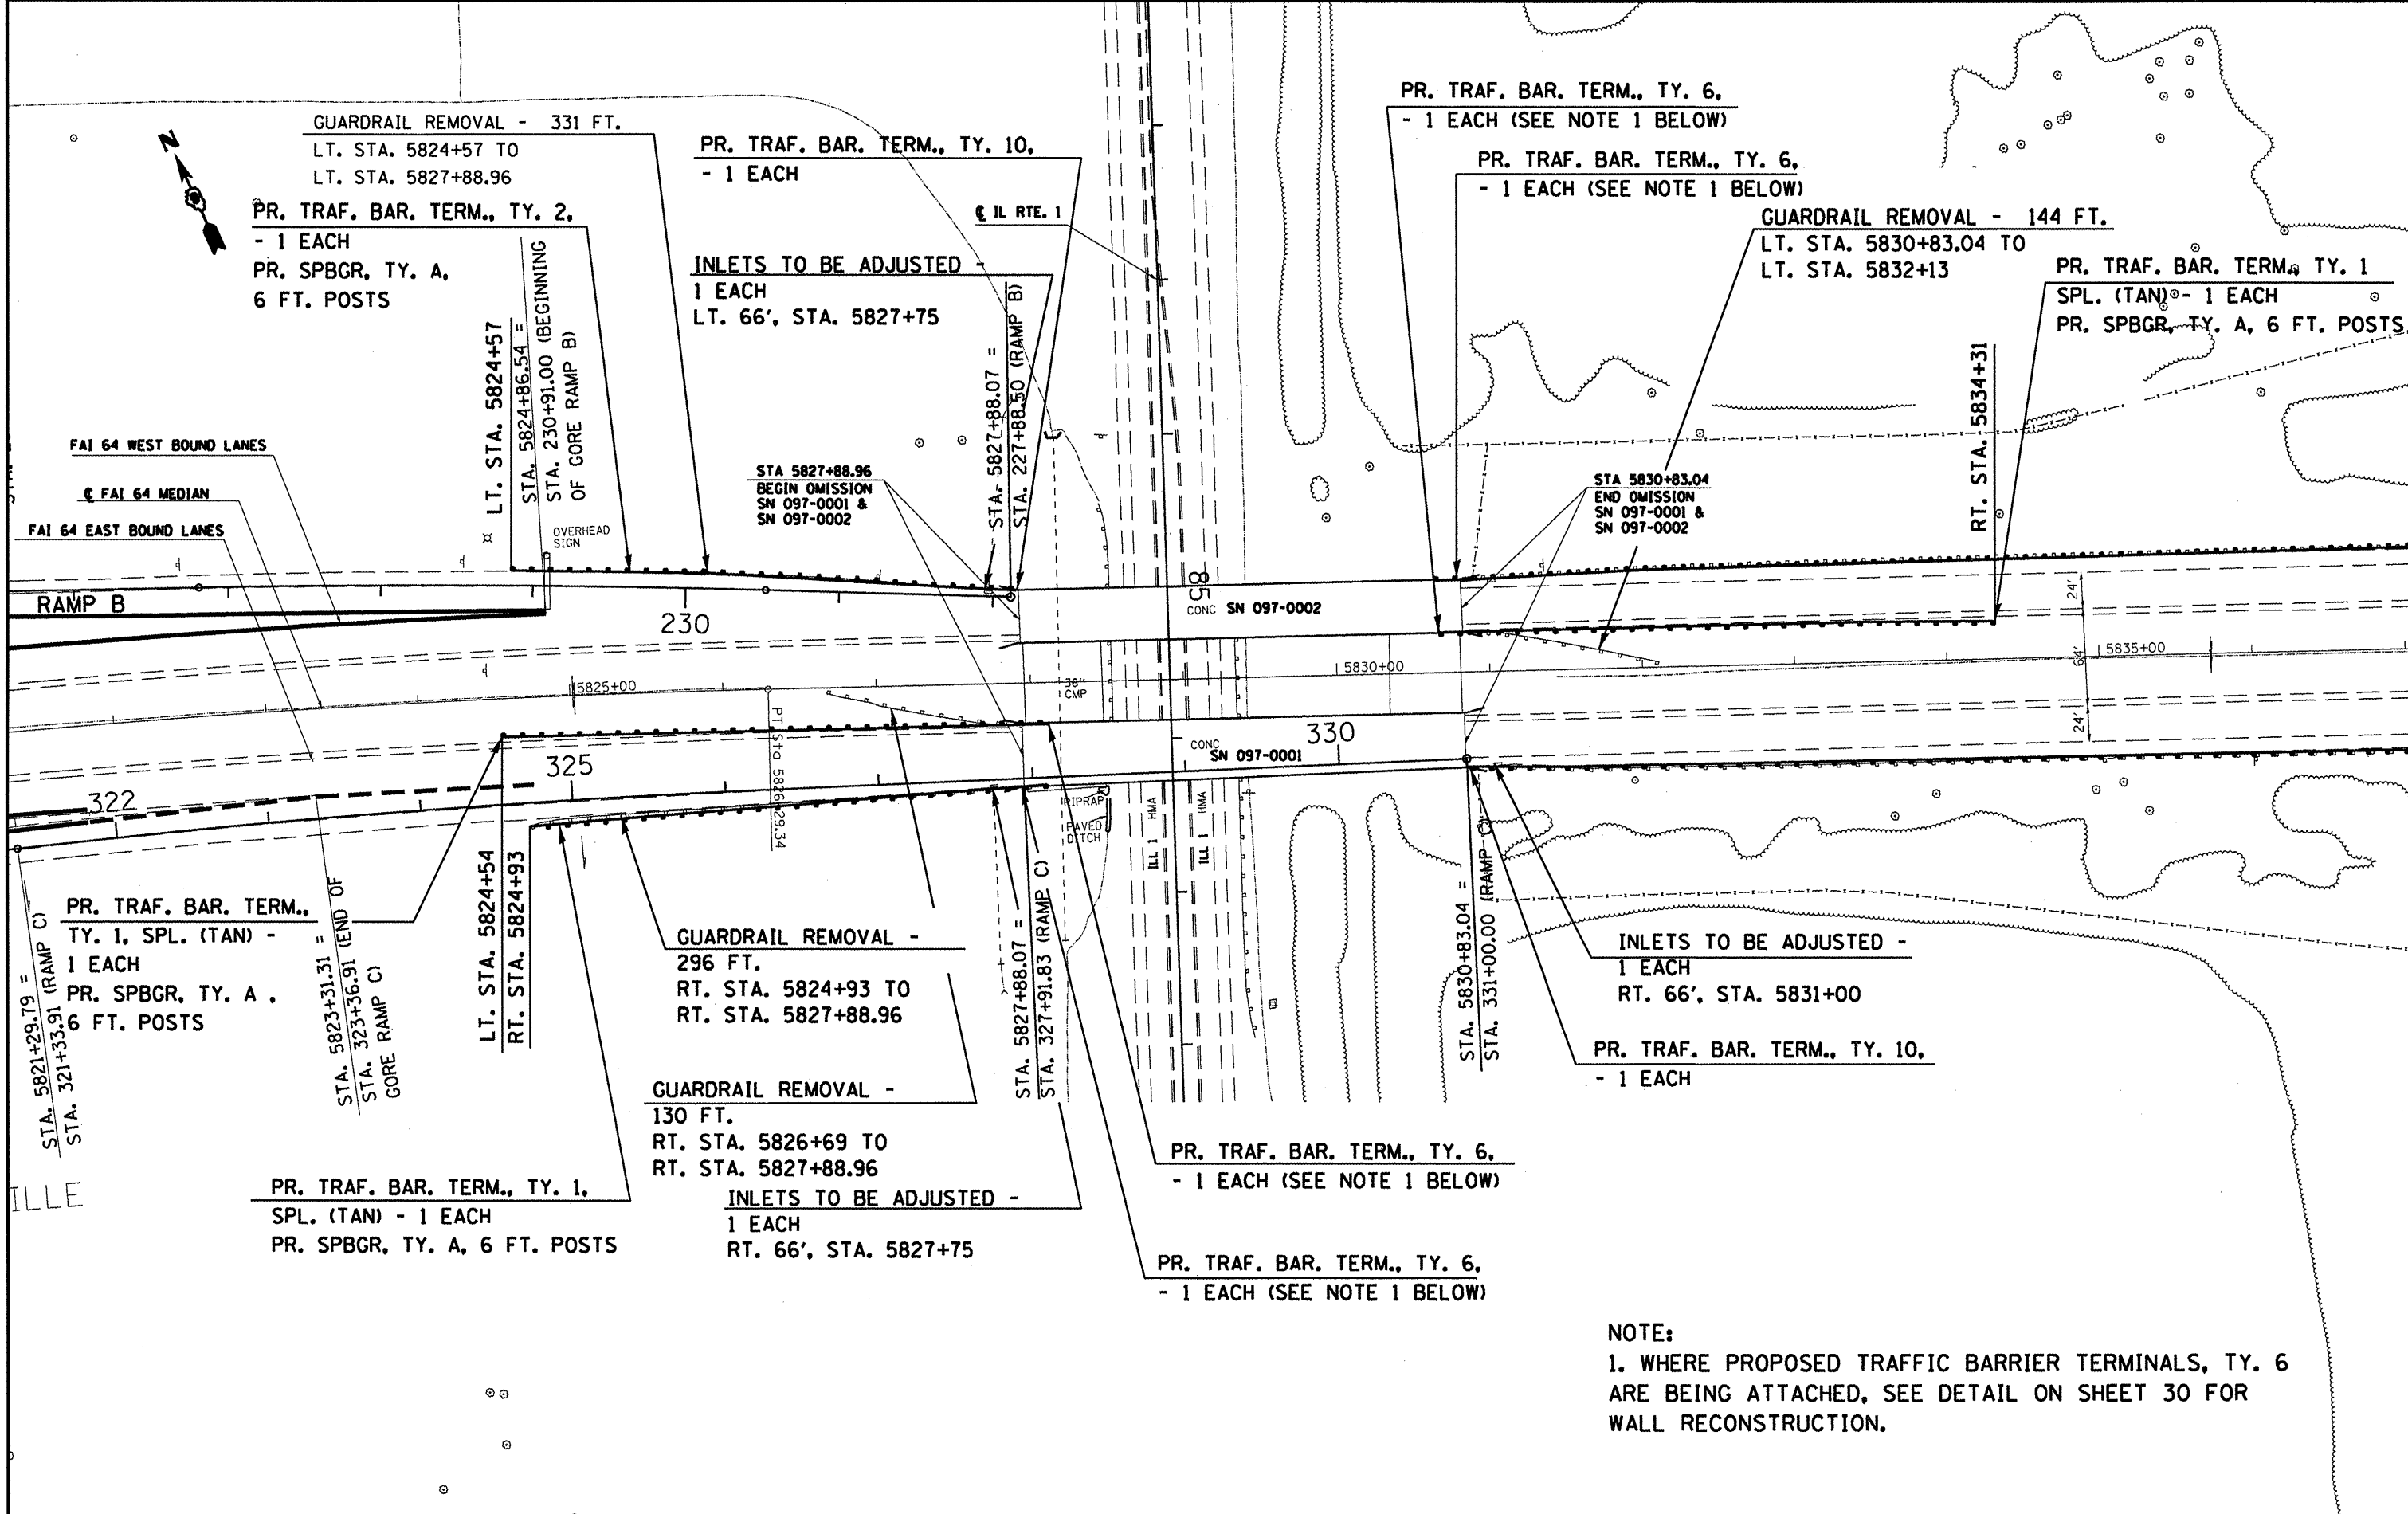 N
GUARDRAIL REMOVAL - 331 FT.
LT. STA. 5824+57 TO
LT. STA. 5827+88.96
PR. TRAF. BAR. TERM., TY. 2,
- 1 EACH
PR. SPBGR, TY. A,
6 FT. POSTS
LT. STA. 5824+57
STA. 5824+86.54 =
STA. 230+91.00 (BEGINNING
OF GORE RAMP B)
OVERHEAD
SIGN
PR. TRAF. BAR. TERM., TY. 10,
- 1 EACH
℄ IL RTE. 1
INLETS TO BE ADJUSTED -
1 EACH
LT. 66', STA. 5827+75
STA. 5827+88.07 =
STA. 227+88.50 (RAMP B)
STA 5827+88.96
BEGIN OMISSION
SN 097-0001 &
SN 097-0002
PR. TRAF. BAR. TERM., TY. 6,
- 1 EACH (SEE NOTE 1 BELOW)
PR. TRAF. BAR. TERM., TY. 6,
- 1 EACH (SEE NOTE 1 BELOW)
GUARDRAIL REMOVAL - 144 FT.
LT. STA. 5830+83.04 TO
LT. STA. 5832+13
PR. TRAF. BAR. TERM., TY. 1
SPL. (TAN) - 1 EACH
PR. SPBGR, TY. A, 6 FT. POSTS
RT. STA. 5834+31
STA 5830+83.04
END OMISSION
SN 097-0001 &
SN 097-0002
FAI 64 WEST BOUND LANES
℄ FAI 64 MEDIAN
FAI 64 EAST BOUND LANES
RAMP B
230
85
CONC SN 097-0002
24'
64'
24'
5825+00
5830+00
5835+00
36"
CMP
PT Sta 5826+29.34
CONC
SN 097-0001
330
325
322
RIPRAP
PAVED
DITCH
ILL 1 HMA
ILL 1 HMA
STA. 5821+29.79 =
STA. 321+33.91 (RAMP C)
STA. 5823+31.31 =
STA. 323+36.91 (END OF
GORE RAMP C)
PR. TRAF. BAR. TERM.,
TY. 1, SPL. (TAN) -
1 EACH
PR. SPBGR, TY. A ,
6 FT. POSTS
LT. STA. 5824+54
RT. STA. 5824+93
GUARDRAIL REMOVAL -
296 FT.
RT. STA. 5824+93 TO
RT. STA. 5827+88.96
STA. 5827+88.07 =
STA. 327+91.83 (RAMP C)
STA. 5830+83.04 =
STA. 331+00.00 (RAMP C)
INLETS TO BE ADJUSTED -
1 EACH
RT. 66', STA. 5831+00
PR. TRAF. BAR. TERM., TY. 10,
- 1 EACH
GUARDRAIL REMOVAL -
130 FT.
RT. STA. 5826+69 TO
RT. STA. 5827+88.96
INLETS TO BE ADJUSTED -
1 EACH
RT. 66', STA. 5827+75
PR. TRAF. BAR. TERM., TY. 6,
- 1 EACH (SEE NOTE 1 BELOW)
PR. TRAF. BAR. TERM., TY. 6,
- 1 EACH (SEE NOTE 1 BELOW)
PR. TRAF. BAR. TERM., TY. 1,
SPL. (TAN) - 1 EACH
PR. SPBGR, TY. A, 6 FT. POSTS
ILLE
NOTE:
1. WHERE PROPOSED TRAFFIC BARRIER TERMINALS, TY. 6
ARE BEING ATTACHED, SEE DETAIL ON SHEET 30 FOR
WALL RECONSTRUCTION.